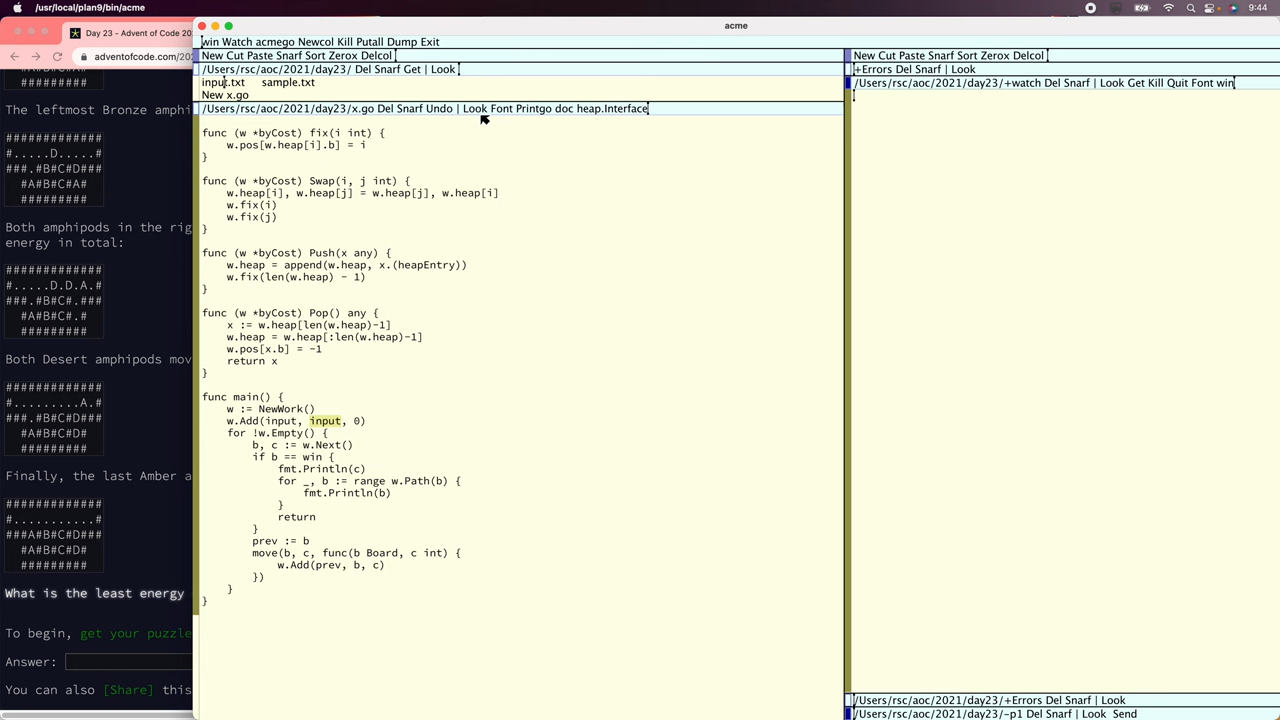 /usr/local/plan9/bin/acme
9:44
Day 23 - Advent of Code 20
adventofcode.com/20
The leftmost Bronze amphi
#############
#.....D.....#
###.#B#C#D###
#A#B#C#A#
#########
Both amphipods in the rig
energy in total:
#############
#.....D.D.A.#
###.#B#C#.###
#A#B#C#.#
#########
Both Desert amphipods mov
#############
#.........A.#
###.#B#C#D###
#A#B#C#D#
#########
Finally, the last Amber a
#############
#...........#
###A#B#C#D###
#A#B#C#D#
#########
What is the least energy
To begin, get your puzzle
Answer:
You can also [Share] this
acme
win Watch acmego Newcol Kill Putall Dump Exit
New Cut Paste Snarf Sort Zerox Delcol
/Users/rsc/aoc/2021/day23/ Del Snarf Get | Look
input.txt sample.txt
New x.go
/Users/rsc/aoc/2021/day23/x.go Del Snarf Undo | Look Font Printgo doc heap.Interface
func (w *byCost) fix(i int) {
w.pos[w.heap[i].b] = i
}
func (w *byCost) Swap(i, j int) {
w.heap[i], w.heap[j] = w.heap[j], w.heap[i]
w.fix(i)
w.fix(j)
}
func (w *byCost) Push(x any) {
w.heap = append(w.heap, x.(heapEntry))
w.fix(len(w.heap) - 1)
}
func (w *byCost) Pop() any {
x := w.heap[len(w.heap)-1]
w.heap = w.heap[:len(w.heap)-1]
w.pos[x.b] = -1
return x
}
func main() {
w := NewWork()
w.Add(input, input, 0)
for !w.Empty() {
b, c := w.Next()
if b == win {
fmt.Println(c)
for _, b := range w.Path(b) {
fmt.Println(b)
}
return
}
prev := b
move(b, c, func(b Board, c int) {
w.Add(prev, b, c)
})
}
}
New Cut Paste Snarf Sort Zerox Delcol
+Errors Del Snarf | Look
/Users/rsc/aoc/2021/day23/+watch Del Snarf | Look Get Kill Quit Font win
/Users/rsc/aoc/2021/day23/+Errors Del Snarf | Look
/Users/rsc/aoc/2021/day23/-p1 Del Snarf | Look Send